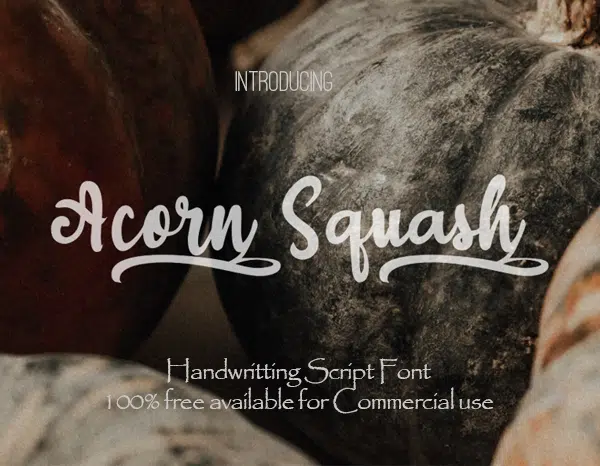 INTRODUCING
Acorn Squash
Handwritting Script Font
100% free available for Commercial use